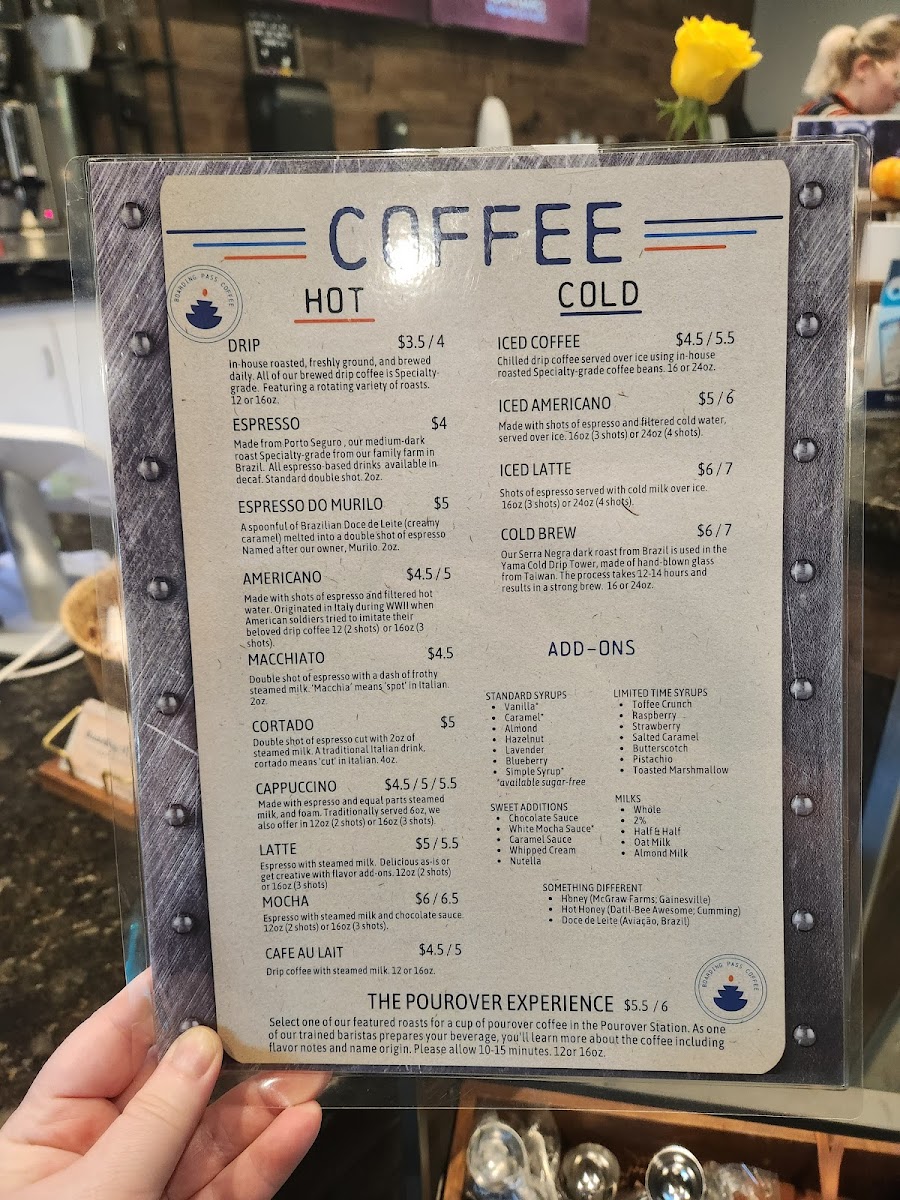 COFFEE
BOARDING PASS COFFEE
HOT
DRIP $3.5 / 4
In-house roasted, freshly ground, and brewed
daily. All of our brewed drip coffee is Specialty-
grade. Featuring a rotating variety of roasts.
12 or 16oz.
ESPRESSO $4
Made from Porto Seguro , our medium-dark
roast Specialty-grade from our family farm in
Brazil. All espresso-based drinks available in
decaf. Standard double shot. 2oz.
ESPRESSO DO MURILO $5
A spoonful of Brazilian Doce de Leite (creamy
caramel) melted into a double shot of espresso
Named after our owner, Murilo. 2oz.
AMERICANO $4.5 / 5
Made with shots of espresso and filtered hot
water. Originated in Italy during WWII when
American soldiers tried to imitate their
beloved drip coffee 12 (2 shots) or 16oz (3
shots).
MACCHIATO $4.5
Double shot of espresso with a dash of frothy
steamed milk. 'Macchia' means 'spot' in Italian.
2oz.
CORTADO $5
Double shot of espresso cut with 2oz of
steamed milk. A traditional Italian drink,
cortado means 'cut' in italian. 4oz.
CAPPUCCINO $4.5 / 5 / 5.5
Made with espresso and equal parts steamed
milk, and foam. Traditionally served 6oz, we
also offer in 12oz (2 shots) or 16oz (3 shots).
LATTE $5 / 5.5
Espresso with steamed milk. Delicious as-is or
get creative with flavor add-ons. 12oz (2 shots)
or 16oz (3 shots)
MOCHA $6 / 6.5
Espresso with steamed milk and chocolate sauce.
12oz (2 shots) or 16oz (3 shots).
CAFE AU LAIT $4.5 / 5
Drip coffee with steamed milk. 12 or 16oz.
COLD
ICED COFFEE $4.5 / 5.5
Chilled drip coffee served over ice using in-house
roasted Specialty-grade coffee beans. 16 or 24oz.
ICED AMERICANO $5 / 6
Made with shots of espresso and filtered cold water,
served over ice. 16oz (3 shots) or 24oz (4 shots).
ICED LATTE $6 / 7
Shots of espresso served with cold milk over ice.
16oz (3 shots) or 24oz (4 shots).
COLD BREW $6 / 7
Our Serra Negra dark roast from Brazil is used in the
Yama Cold Drip Tower, made of hand-blown glass
from Taiwan. The process takes 12-14 hours and
results in a strong brew. 16 or 24oz.
ADD-ONS
STANDARD SYRUPS
• Vanilla*
• Caramel*
• Almond
• Hazelnut
• Lavender
• Blueberry
• Simple Syrup*
*available sugar-free
LIMITED TIME SYRUPS
• Toffee Crunch
• Raspberry
• Strawberry
• Salted Caramel
• Butterscotch
• Pistachio
• Toasted Marshmallow
SWEET ADDITIONS
• Chocolate Sauce
• White Mocha Sauce*
• Caramel Sauce
• Whipped Cream
• Nutella
MILKS
• Whole
• 2%
• Half & Half
• Oat Milk
• Almond Milk
SOMETHING DIFFERENT
• Honey (McGraw Farms; Gainesville)
• Hot Honey (Datil-Bee Awesome; Cumming)
• Doce de Leite (Aviação, Brazil)
THE POUROVER EXPERIENCE $5.5 / 6
Select one of our featured roasts for a cup of pourover coffee in the Pourover Station. As one
of our trained baristas prepares your beverage, you'll learn more about the coffee including
flavor notes and name origin. Please allow 10-15 minutes. 12or 16oz.
BOARDING PASS COFFEE